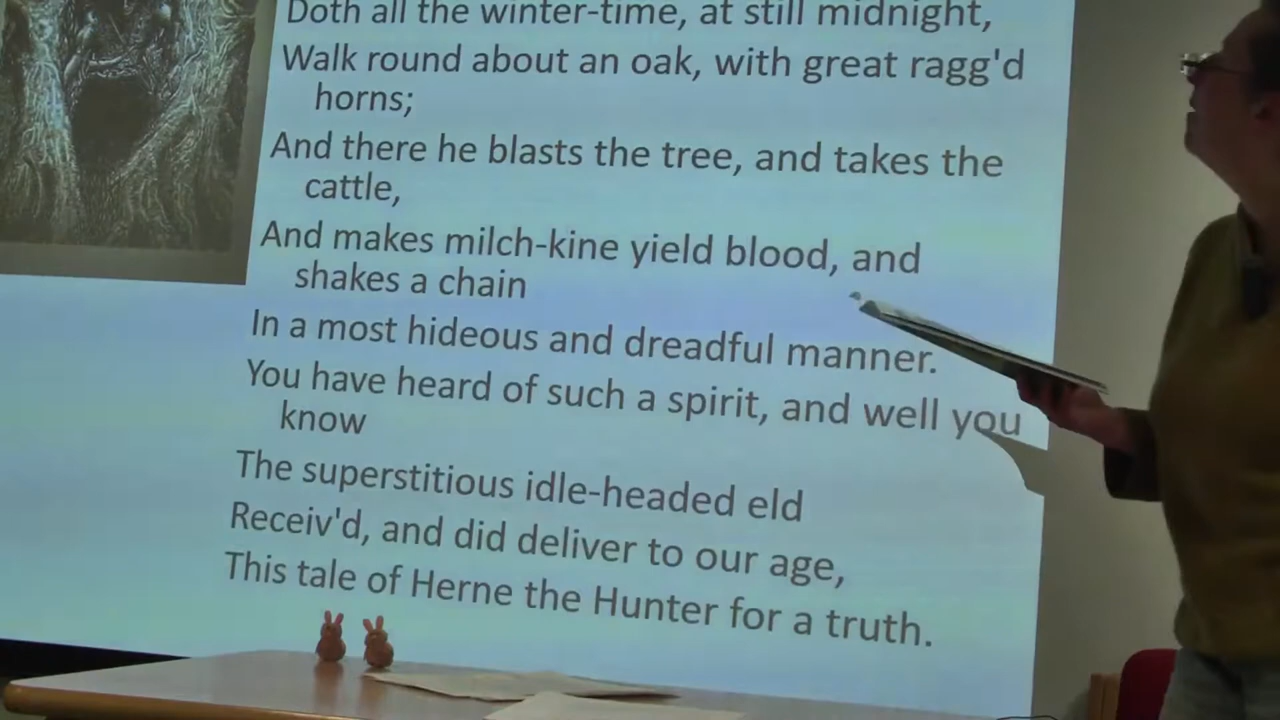 Doth all the winter-time, at still midnight,
Walk round about an oak, with great ragg'd
horns;
And there he blasts the tree, and takes the
cattle,
And makes milch-kine yield blood, and
shakes a chain
In a most hideous and dreadful manner.
You have heard of such a spirit, and well you
know
The superstitious idle-headed eld
Receiv'd, and did deliver to our age,
This tale of Herne the Hunter for a truth.